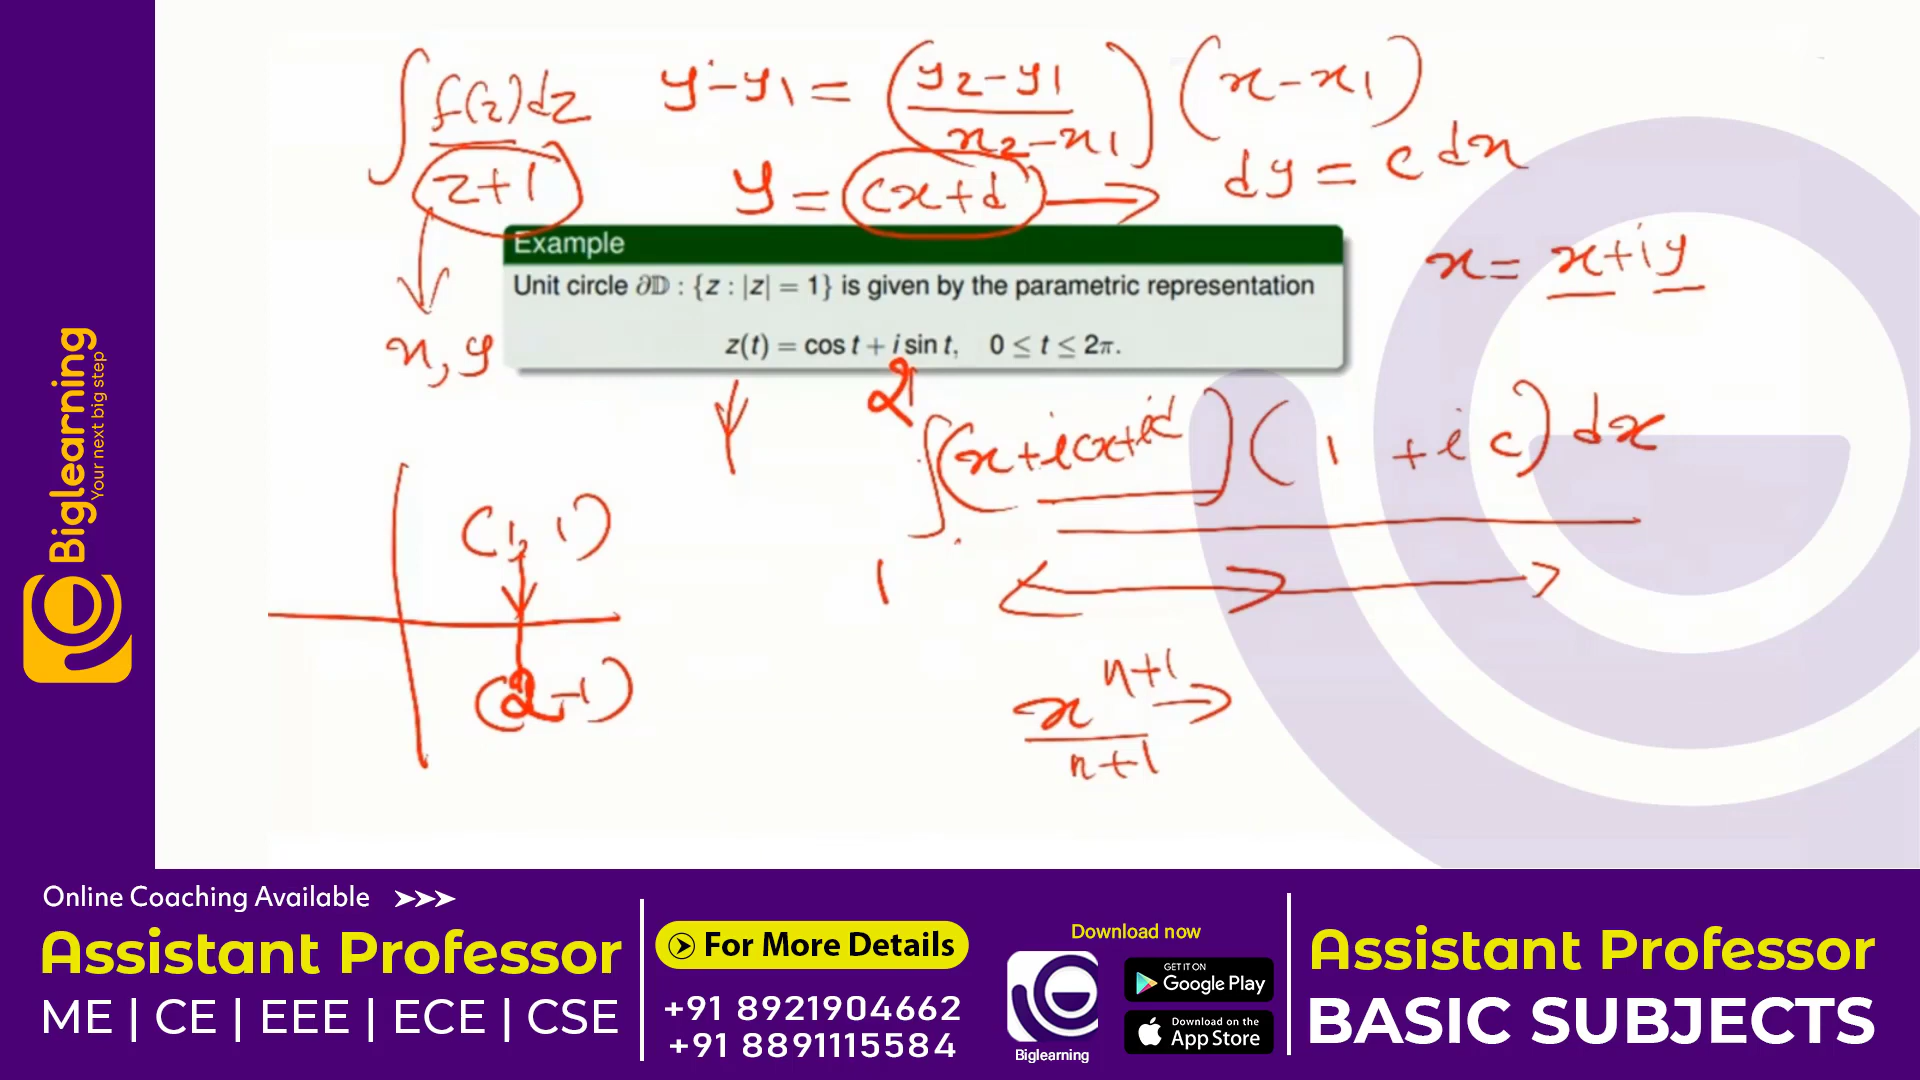 ∫ f(z)dz / z+1
y - y1 = (y2 - y1 / x2 - x1) (x - x1)
y = cx+d → dy = c dx
x = x+iy
x, y
Example
Unit circle ∂𝔻 : {z : |z| = 1} is given by the parametric representation
z(t) = cos t + i sin t, 0 ≤ t ≤ 2π.
2
∫ (x+icx+id) (1 + ic) dx
1
(1, 1)
(2, -1)
x^n+1 / n+1
Biglearning
Your next big step
Online Coaching Available
Assistant Professor
ME | CE | EEE | ECE | CSE
For More Details
+91 8921904662
+91 8891115584
Download now
Biglearning
GET IT ON
Google Play
Download on the
App Store
Assistant Professor
BASIC SUBJECTS